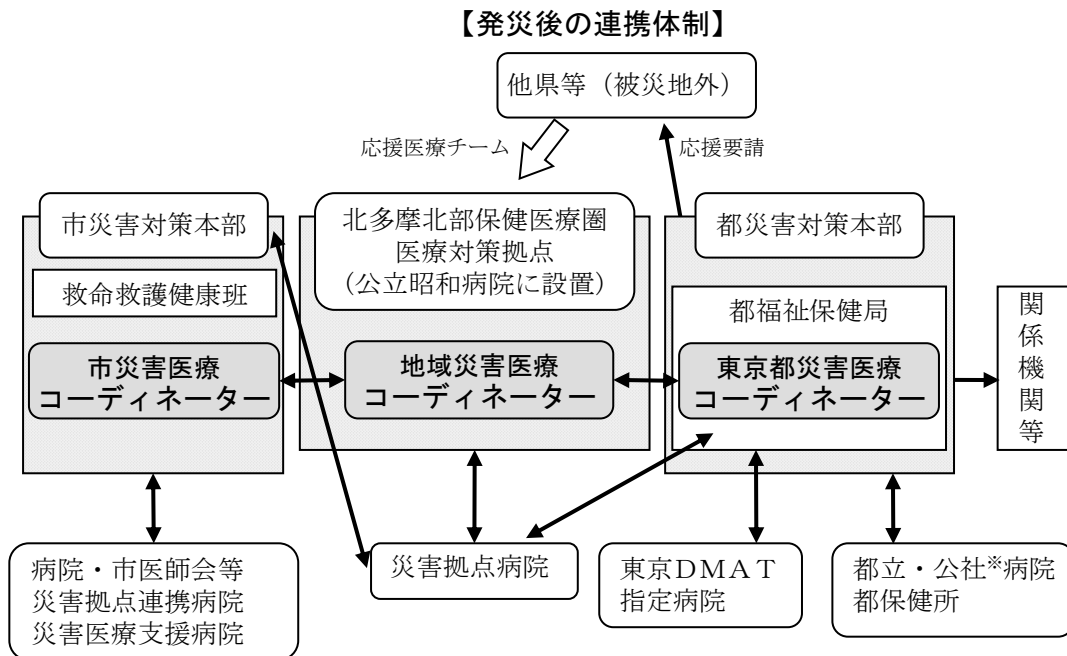 【発災後の連携体制】
他県等（被災地外）
応援医療チーム
応援要請
市災害対策本部
救命救護健康班
市災害医療
コーディネーター
北多摩北部保健医療圏
医療対策拠点
（公立昭和病院に設置）
地域災害医療
コーディネーター
都災害対策本部
都福祉保健局
東京都災害医療
コーディネーター
関係機関等
病院・市医師会等
災害拠点連携病院
災害医療支援病院
災害拠点病院
東京ＤＭＡＴ
指定病院
都立・公社※病院
都保健所